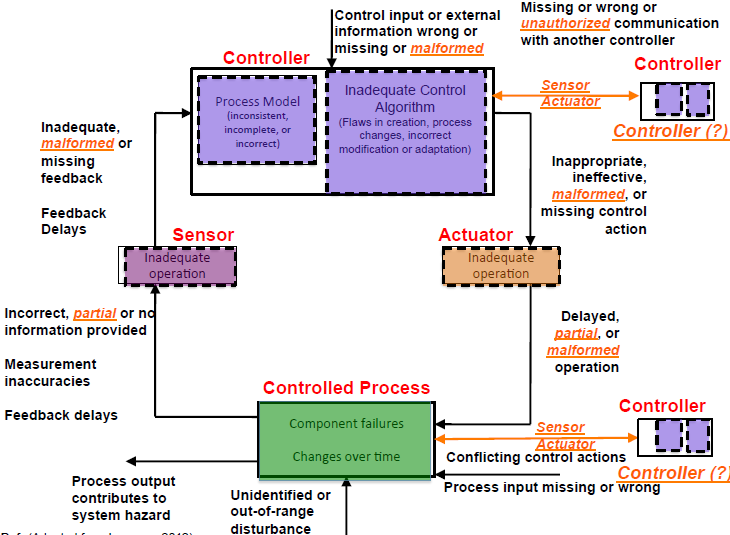 Missing or wrong or
unauthorized communication
with another controller
Control input or external
information wrong or
missing or malformed
Controller
Controller
Process Model
(inconsistent,
incomplete, or
incorrect)
Inadequate Control
Algorithm
(Flaws in creation, process
changes, incorrect
modification or adaptation)
Sensor
Actuator
Controller (?)
Inadequate,
malformed or
missing
feedback
Feedback
Delays
Inappropriate,
ineffective,
malformed, or
missing control
action
Sensor
Inadequate
operation
Actuator
Inadequate
operation
Incorrect, partial or no
information provided
Measurement
inaccuracies
Feedback delays
Delayed,
partial, or
malformed
operation
Controlled Process
Component failures
Changes over time
Controller
Sensor
Actuator
Controller (?)
Conflicting control actions
Process input missing or wrong
Process output
contributes to
system hazard
Unidentified or
out-of-range
disturbance